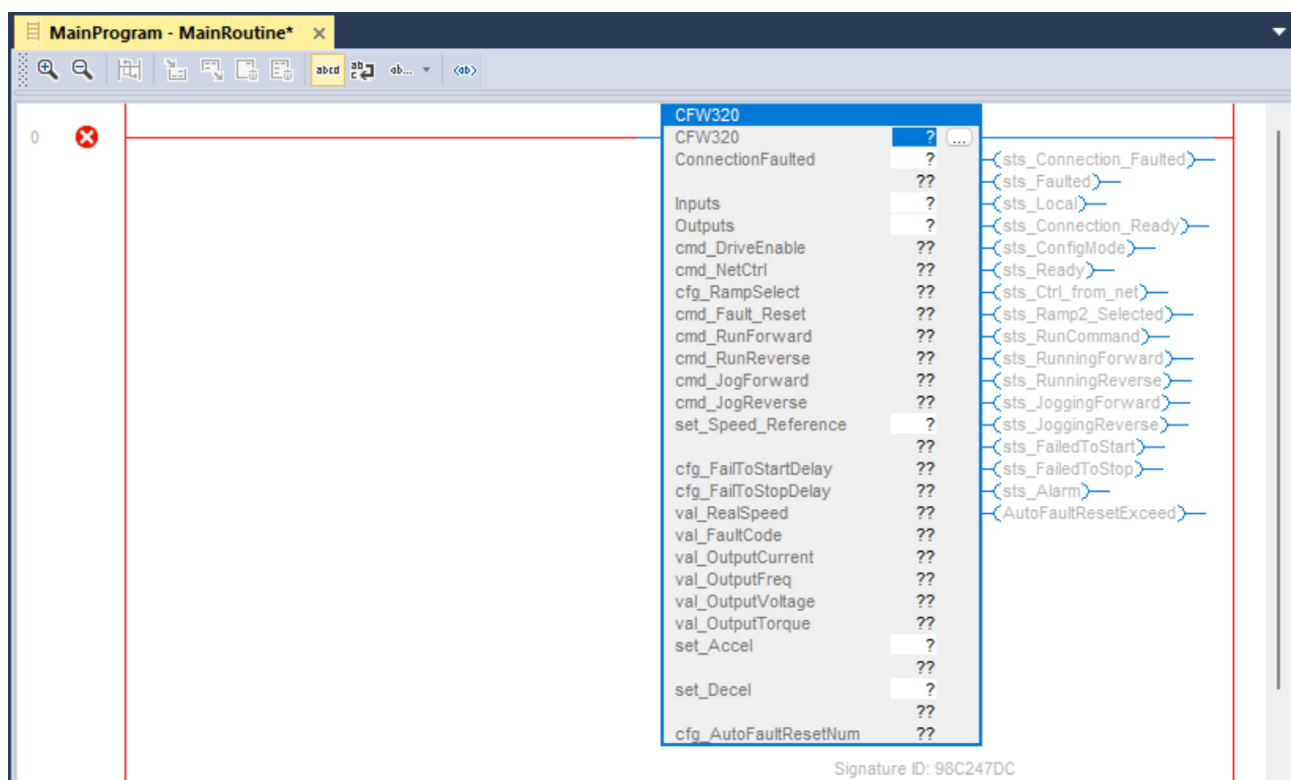 MainProgram - MainRoutine* ×
abcd ab c ab... <ab>
CFW320
0 CFW320 ? ...
ConnectionFaulted ? sts_Connection_Faulted
?? sts_Faulted
Inputs ? sts_Local
Outputs ? sts_Connection_Ready
cmd_DriveEnable ?? sts_ConfigMode
cmd_NetCtrl ?? sts_Ready
cfg_RampSelect ?? sts_Ctrl_from_net
cmd_Fault_Reset ?? sts_Ramp2_Selected
cmd_RunForward ?? sts_RunCommand
cmd_RunReverse ?? sts_RunningForward
cmd_JogForward ?? sts_RunningReverse
cmd_JogReverse ?? sts_JoggingForward
set_Speed_Reference ? sts_JoggingReverse
?? sts_FailedToStart
cfg_FailToStartDelay ?? sts_FailedToStop
cfg_FailToStopDelay ?? sts_Alarm
val_RealSpeed ?? AutoFaultResetExceed
val_FaultCode ??
val_OutputCurrent ??
val_OutputFreq ??
val_OutputVoltage ??
val_OutputTorque ??
set_Accel ?
??
set_Decel ?
??
cfg_AutoFaultResetNum ??
Signature ID: 98C247DC